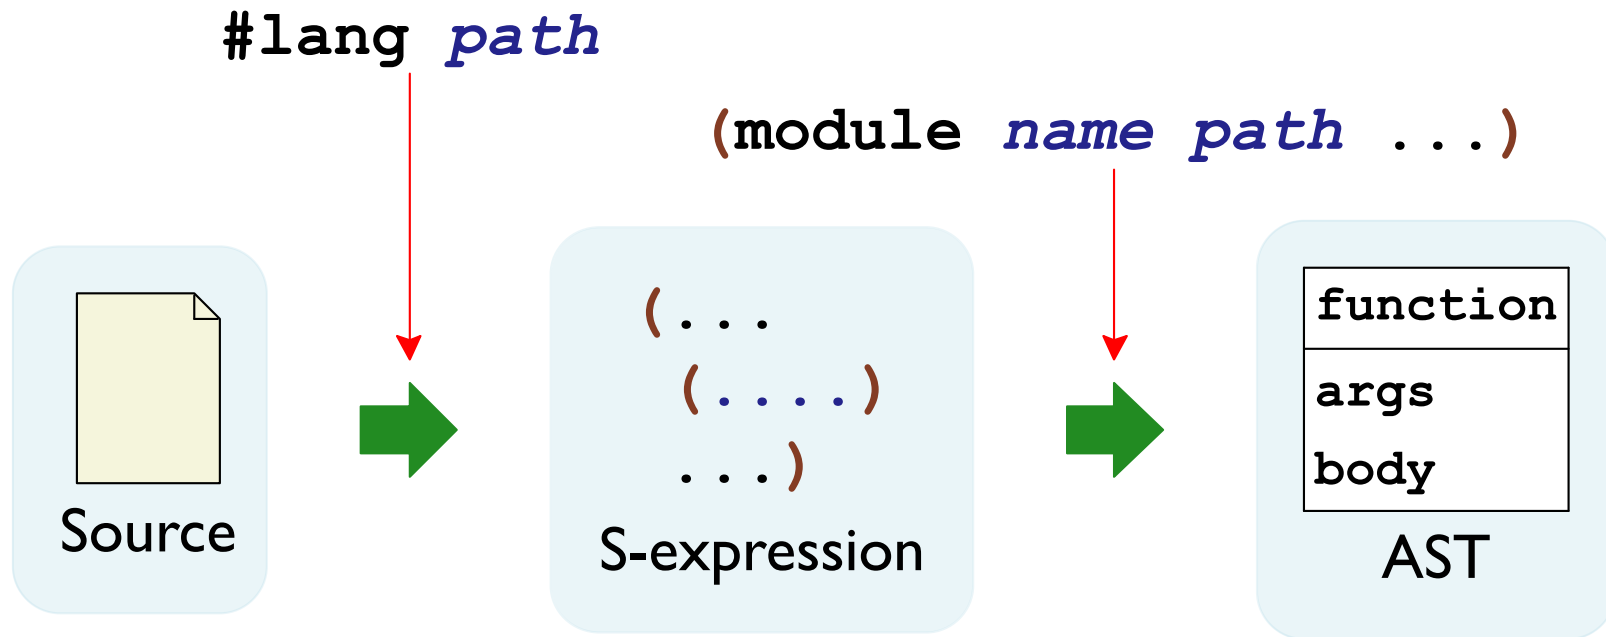 #lang path
(module name path ...)
Source
(...
(....)
...)
S-expression
function
args
body
AST